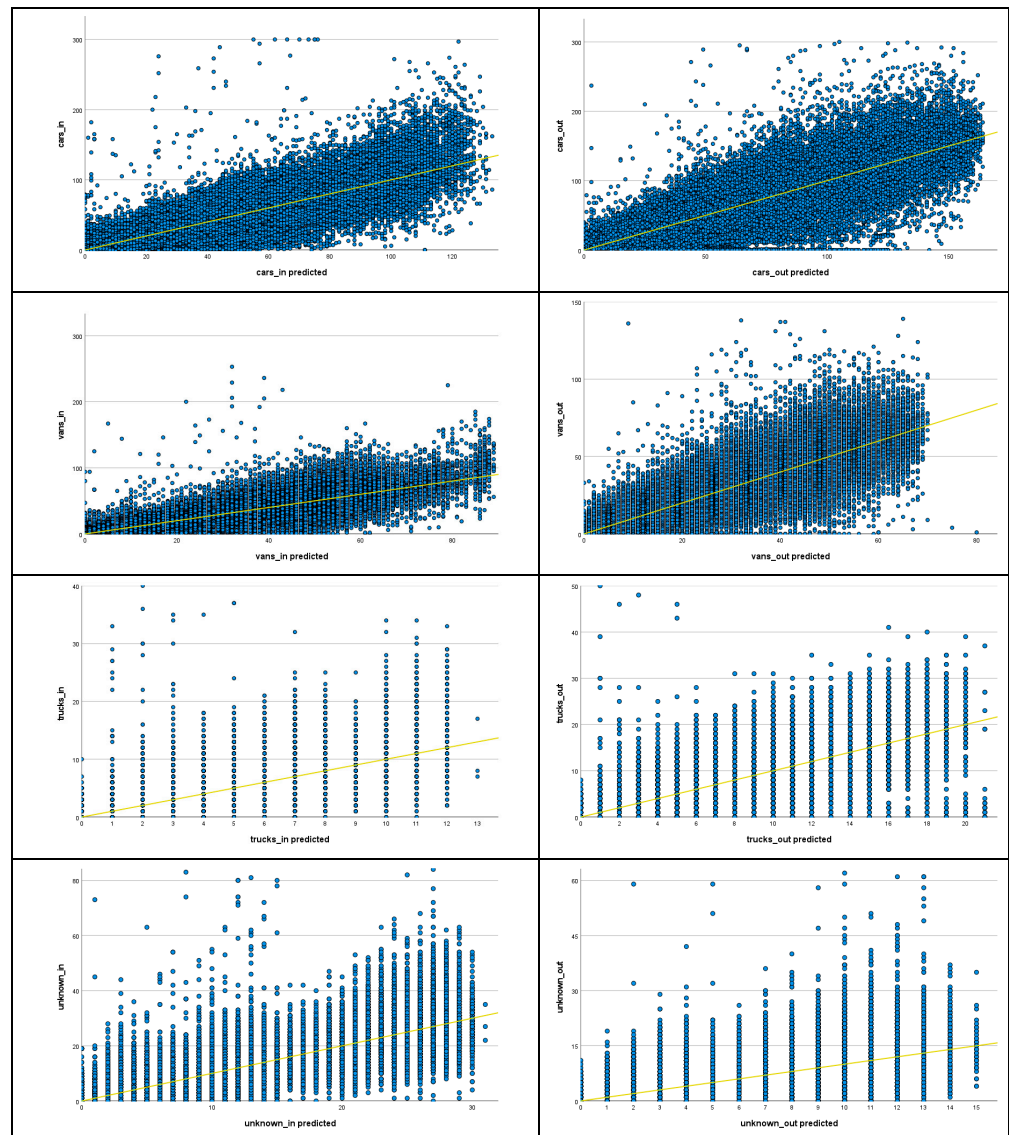 300
200
100
0
cars_in
0 20 40 60 80 100 120
cars_in predicted
300
200
100
0
cars_out
0 50 100 150
cars_out predicted
300
200
100
0
vans_in
0 20 40 60 80
vans_in predicted
150
100
50
0
vans_out
0 20 40 60 80
vans_out predicted
40
30
20
10
0
trucks_in
0 1 2 3 4 5 6 7 8 9 10 11 12 13
trucks_in predicted
50
40
30
20
10
0
trucks_out
0 2 4 6 8 10 12 14 16 18 20
trucks_out predicted
80
60
40
20
0
unknown_in
0 10 20 30
unknown_in predicted
60
45
30
15
0
unknown_out
0 1 2 3 4 5 6 7 8 9 10 11 12 13 14 15
unknown_out predicted